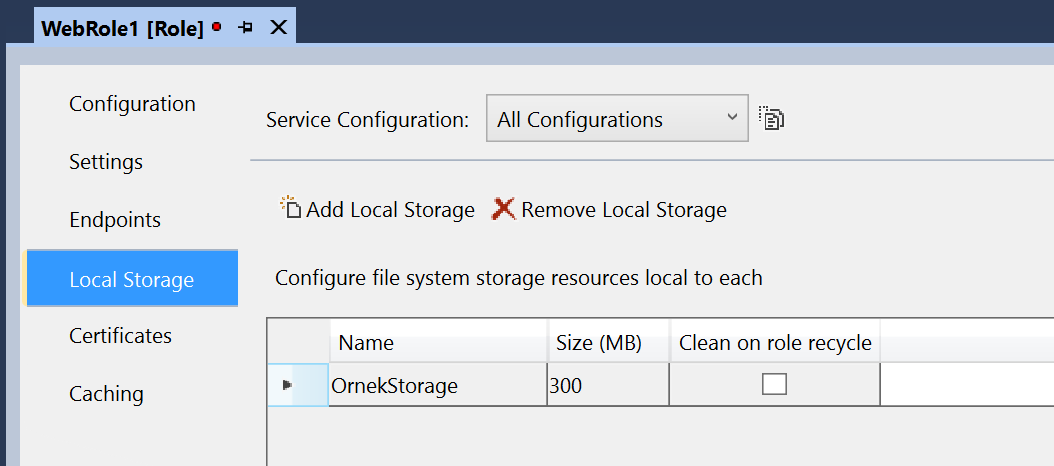 WebRole1 [Role]
Configuration
Settings
Endpoints
Local Storage
Certificates
Caching
Service Configuration: All Configurations
Add Local Storage Remove Local Storage
Configure file system storage resources local to each
Name Size (MB) Clean on role recycle
OrnekStorage 300